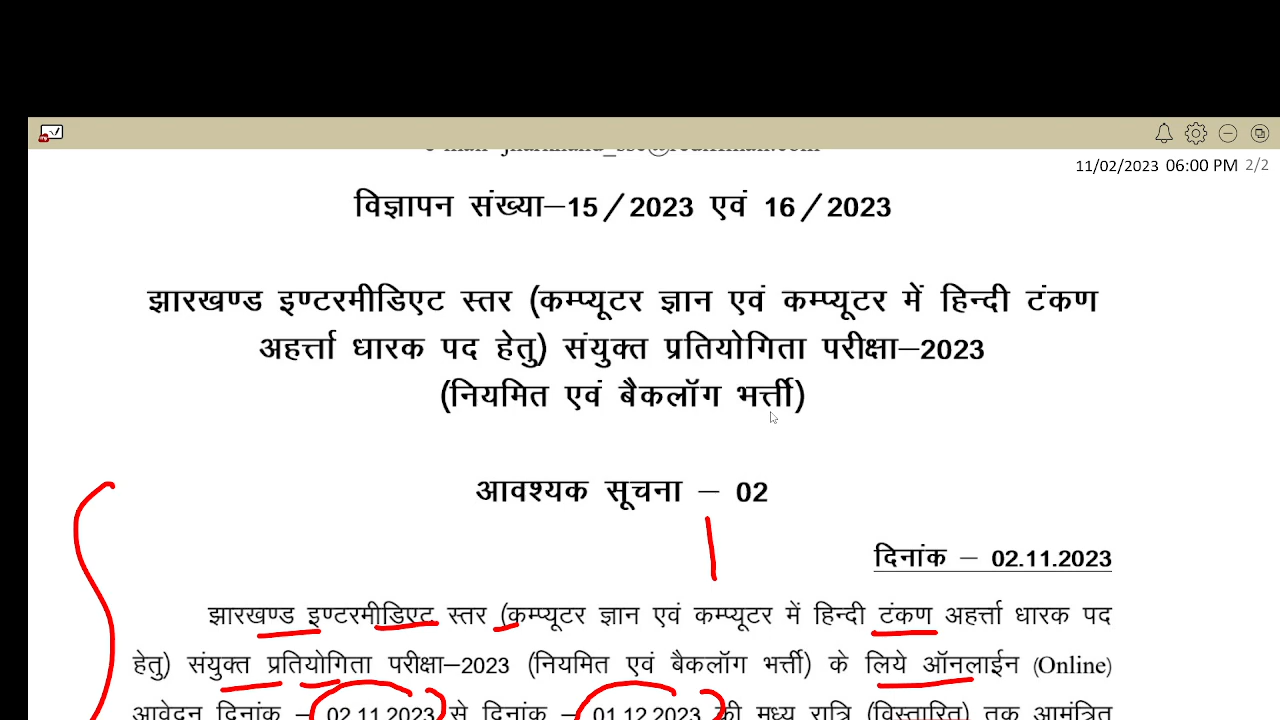 11/02/2023 06:00 PM 2/2
विज्ञापन संख्या–15/2023 एवं 16/2023
झारखण्ड इण्टरमीडिएट स्तर (कम्प्यूटर ज्ञान एवं कम्प्यूटर में हिन्दी टंकण
अहर्त्ता धारक पद हेतु) संयुक्त प्रतियोगिता परीक्षा–2023
(नियमित एवं बैकलॉग भर्त्ती)
आवश्यक सूचना – 02
दिनांक – 02.11.2023
झारखण्ड इण्टरमीडिएट स्तर (कम्प्यूटर ज्ञान एवं कम्प्यूटर में हिन्दी टंकण अहर्त्ता धारक पद
हेतु) संयुक्त प्रतियोगिता परीक्षा–2023 (नियमित एवं बैकलॉग भर्त्ती) के लिये ऑनलाईन (Online)
आवेदन दिनांक – 02.11.2023 से दिनांक – 01.12.2023 की मध्य रात्रि (विस्तारित) तक आमंत्रित